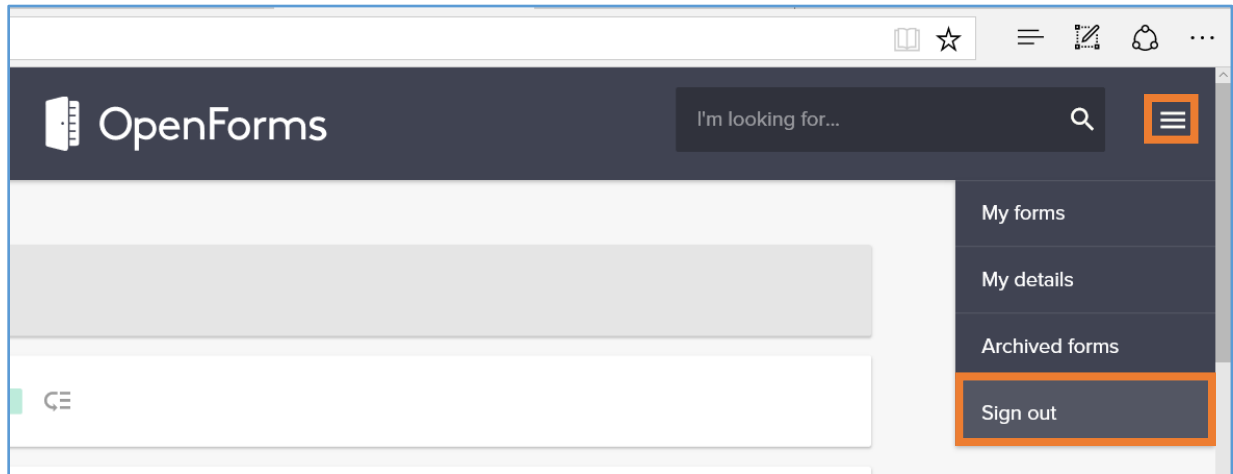 OpenForms
I'm looking for...
My forms
My details
Archived forms
Sign out